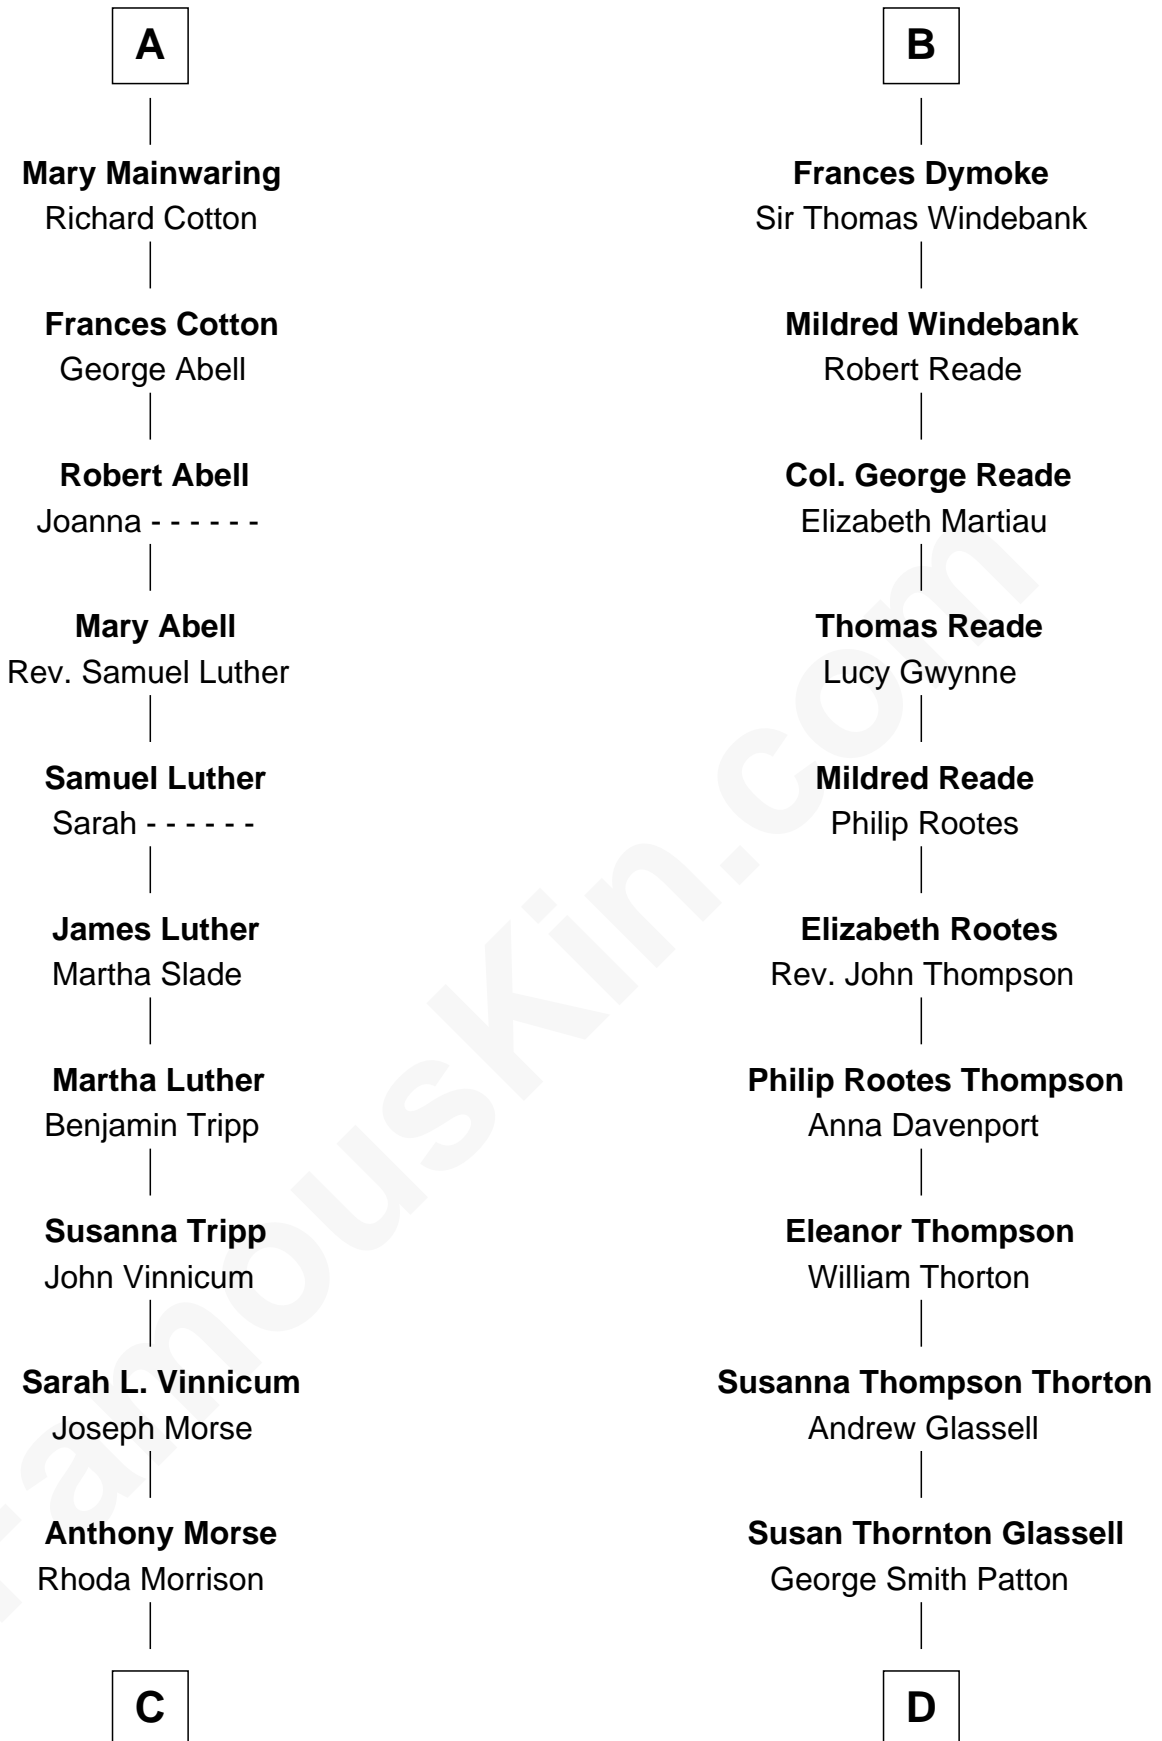 A
Mary Mainwaring
Richard Cotton
Frances Cotton
George Abell
Robert Abell
Joanna - - - - - -
Mary Abell
Rev. Samuel Luther
Samuel Luther
Sarah - - - - - -
James Luther
Martha Slade
Martha Luther
Benjamin Tripp
Susanna Tripp
John Vinnicum
Sarah L. Vinnicum
Joseph Morse
Anthony Morse
Rhoda Morrison
C
B
Frances Dymoke
Sir Thomas Windebank
Mildred Windebank
Robert Reade
Col. George Reade
Elizabeth Martiau
Thomas Reade
Lucy Gwynne
Mildred Reade
Philip Rootes
Elizabeth Rootes
Rev. John Thompson
Philip Rootes Thompson
Anna Davenport
Eleanor Thompson
William Thorton
Susanna Thompson Thorton
Andrew Glassell
Susan Thornton Glassell
George Smith Patton
D
FamousKin.com